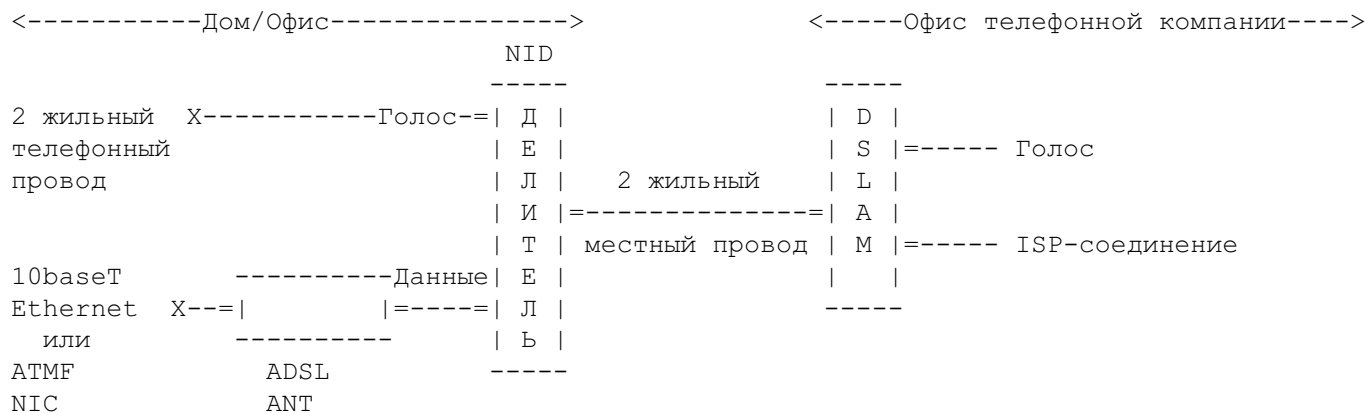 <-----------Дом/Офис--------------->               <-----Офис телефонной компании---->
                               NID
                              -----                -----
2 жильный  X-----------Голос-=| Д |                | D |
телефонный                    | Е |                | S |=----- Голос
провод                        | Л |   2 жильный    | L |
                              | И |=--------------=| A |
                              | Т | местный провод | M |=----- ISP-соединение
10baseT       ----------Данные| Е |                |   |
Ethernet  X--=|        |=----=| Л |                -----
  или         ----------      | Ь |
ATMF            ADSL          -----
NIC             ANT